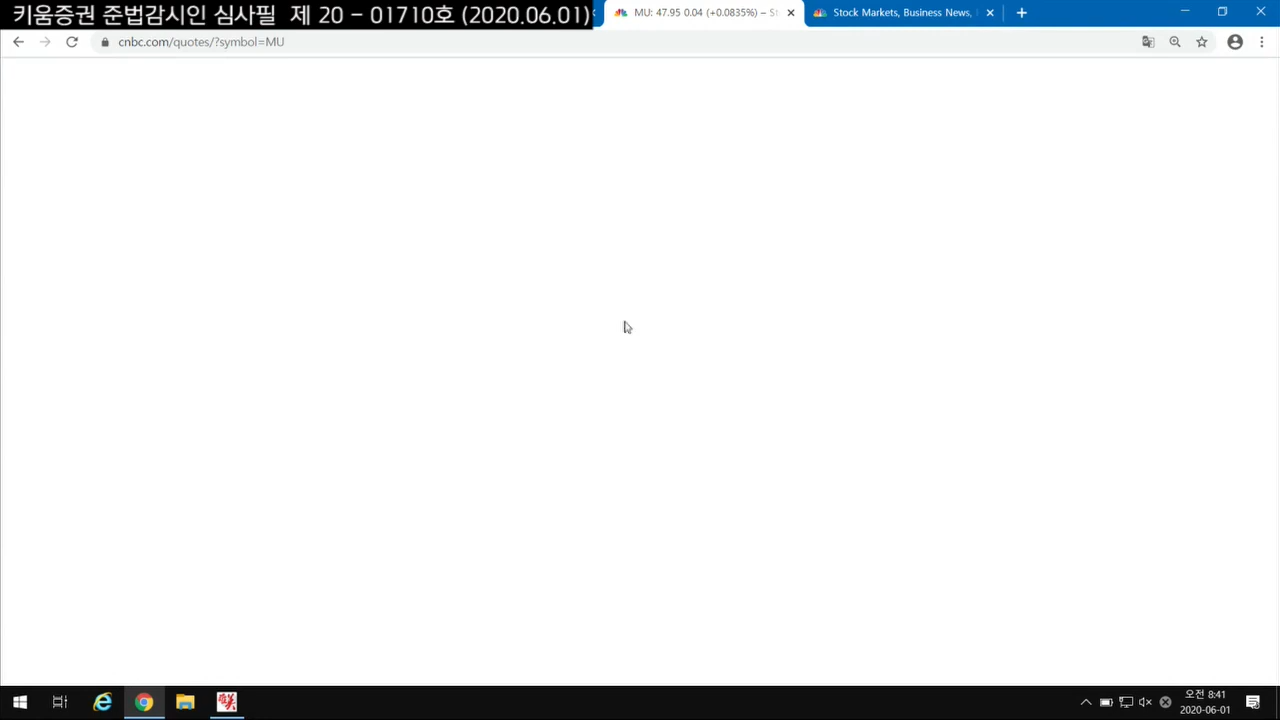 키움증권 준법감시인 심사필 제 20 - 01710호 (2020.06.01)
MU: 47.95 0.04 (+0.0835%) – St
Stock Markets, Business News,
cnbc.com/quotes/?symbol=MU
오전 8:41
2020-06-01